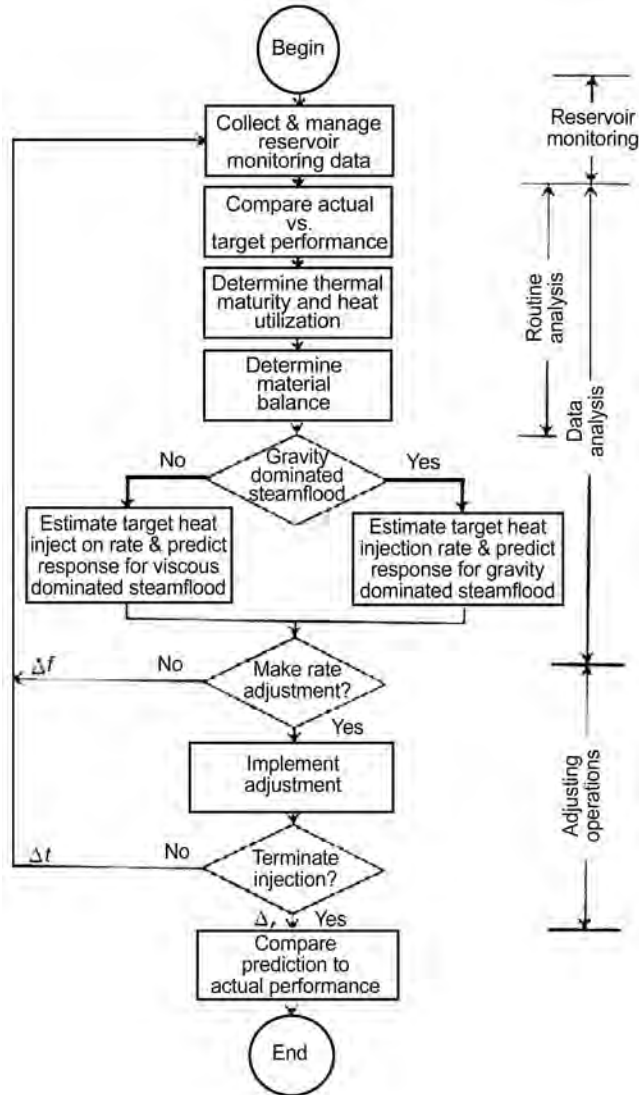 Begin
Collect & manage
reservoir
monitoring data
Reservoir
monitoring
Compare actual
vs.
target performance
Determine thermal
maturity and heat
utilization
Determine
material
balance
Routine
analysis
Data
analysis
Gravity
dominated
steamflood
No
Yes
Estimate target heat
inject on rate & predict
response for viscous
dominated steamflood
Estimate target heat
injection rate & predict
response for gravity
dominated steamflood
Make rate
adjustment?
No
Δf
Yes
Implement
adjustment
Adjusting
operations
Terminate
injection?
No
Δt
Δ, Yes
Compare
prediction to
actual performance
End